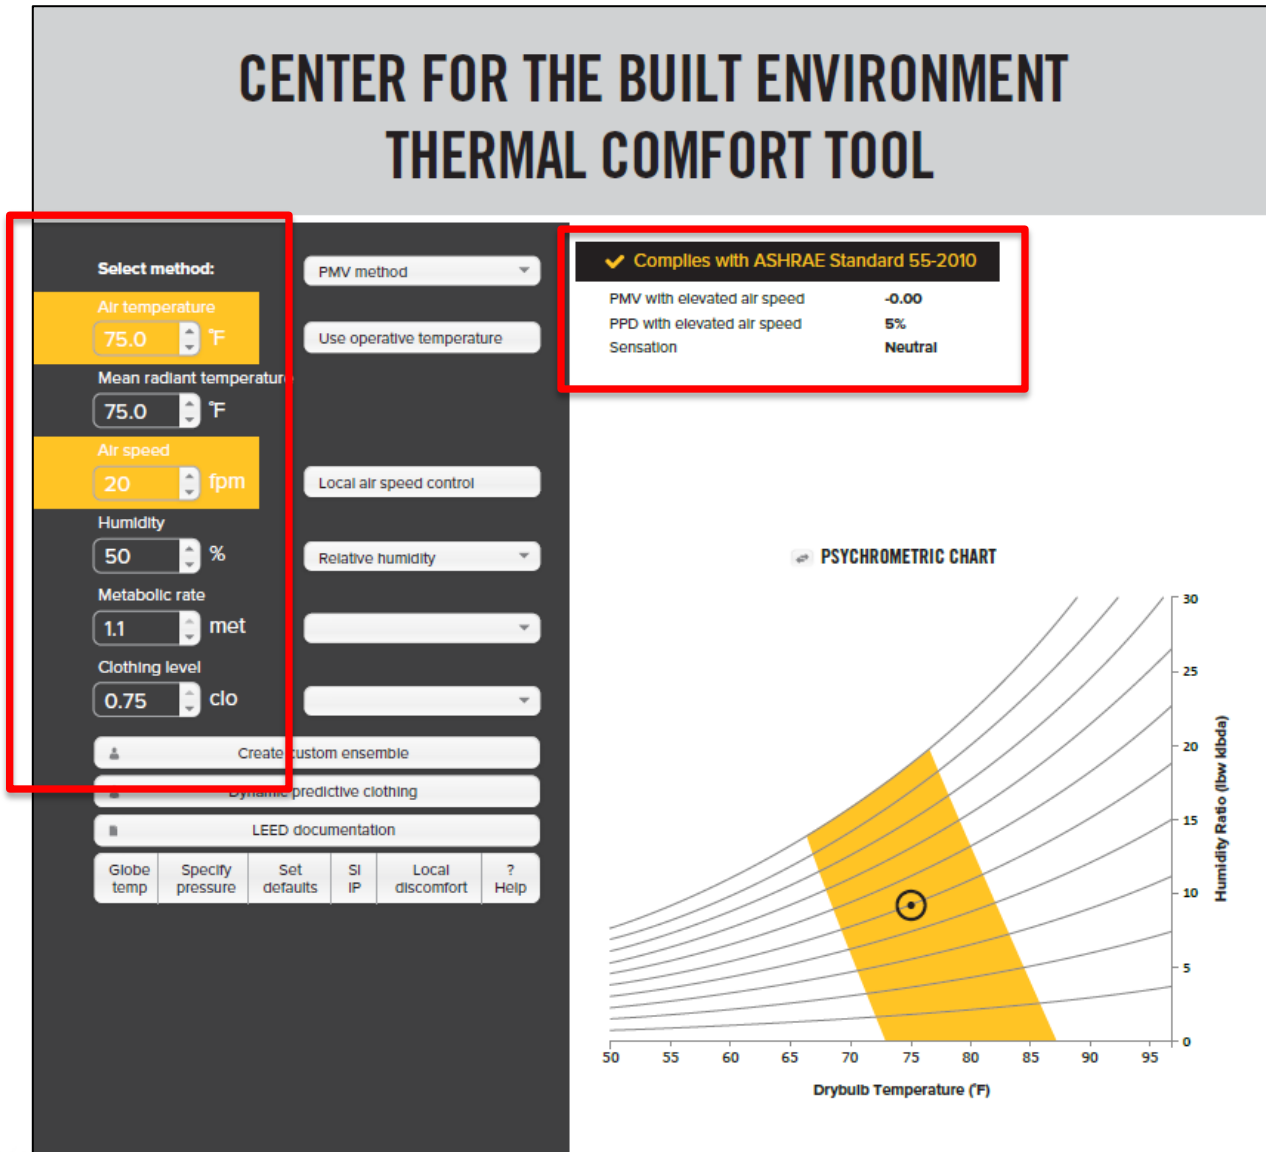 CENTER FOR THE BUILT ENVIRONMENT
THERMAL COMFORT TOOL
Select method:
PMV method
Air temperature
75.0 °F
Use operative temperature
Mean radiant temperature
75.0 °F
Air speed
20 fpm
Local air speed control
Humidity
50 %
Relative humidity
Metabolic rate
1.1 met
Clothing level
0.75 clo
Create custom ensemble
Dynamic predictive clothing
LEED documentation
Globe temp
Specify pressure
Set defaults
SI IP
Local discomfort
? Help
✓ Complies with ASHRAE Standard 55-2010
PMV with elevated air speed -0.00
PPD with elevated air speed 5%
Sensation Neutral
PSYCHROMETRIC CHART
30
25
20
15
10
5
0
Humidity Ratio (lbw klbda)
50 55 60 65 70 75 80 85 90 95
Drybulb Temperature (°F)